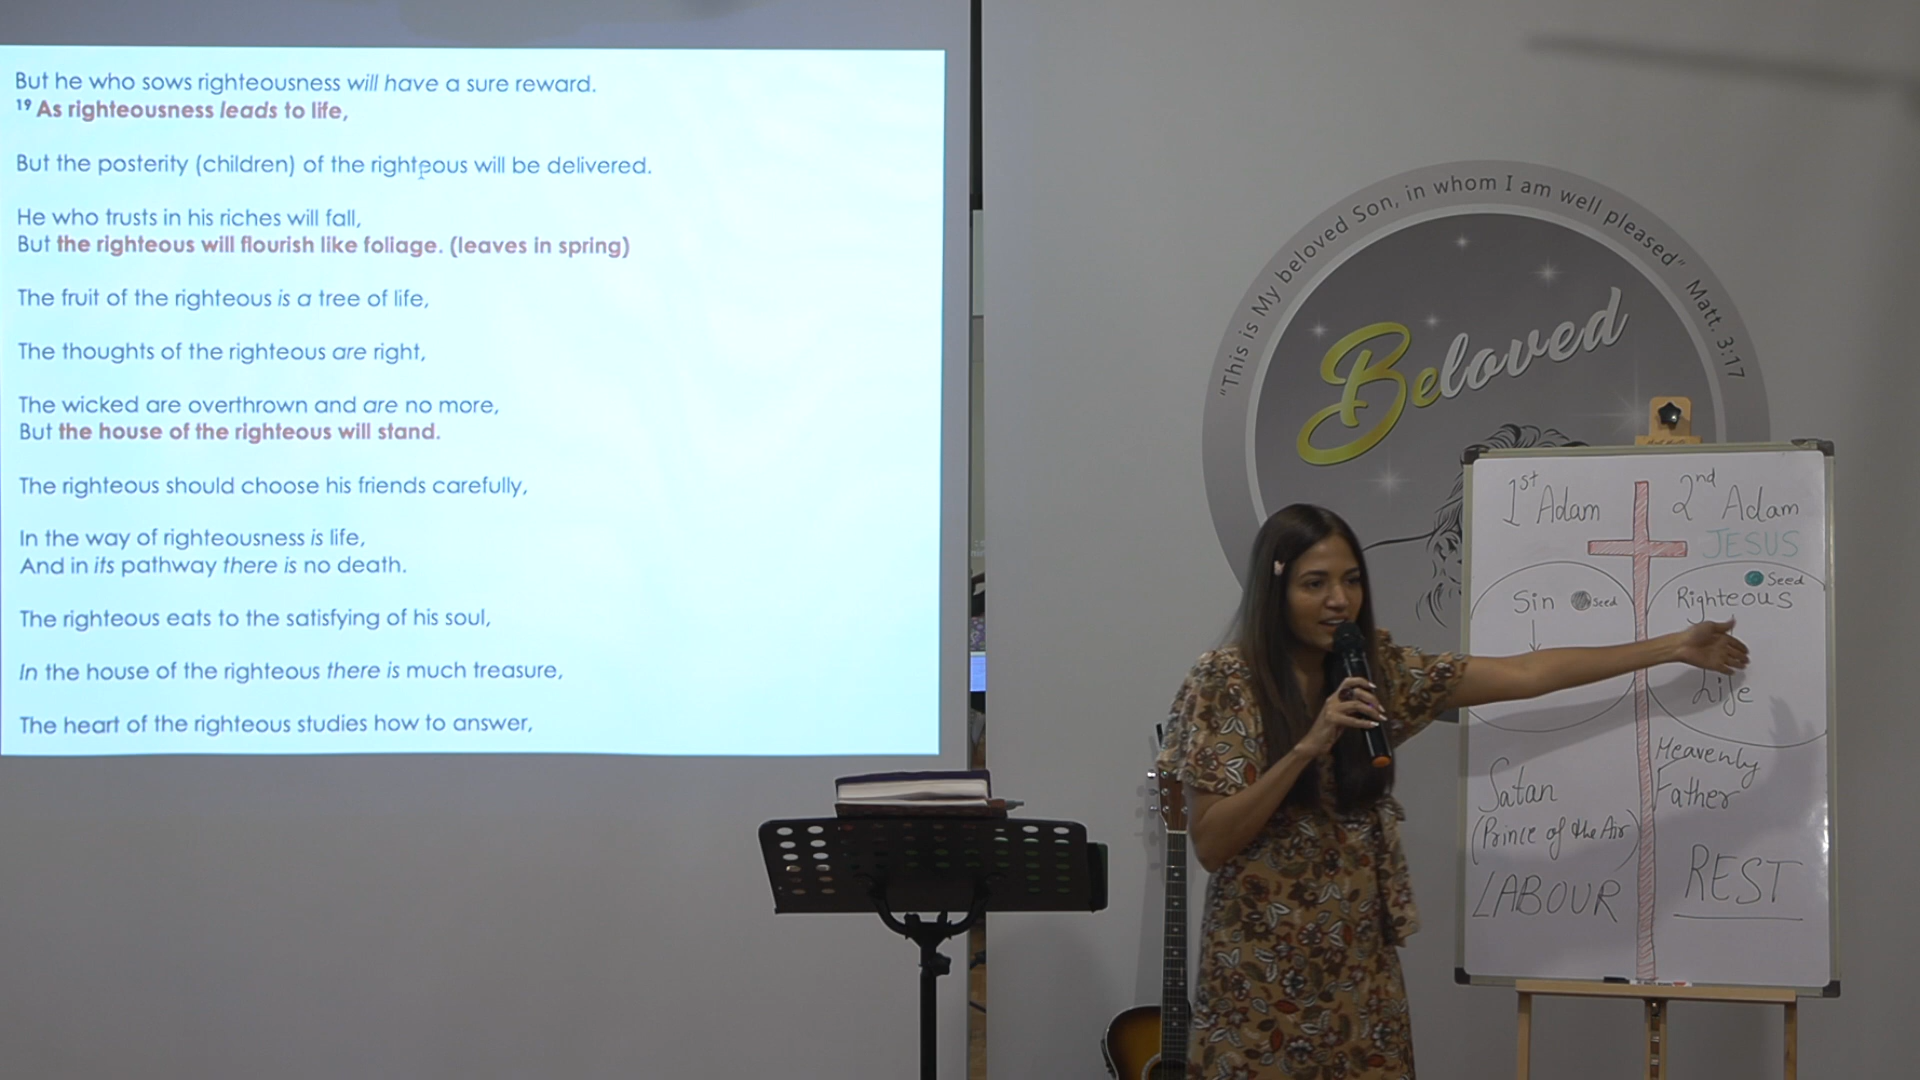 But he who sows righteousness will have a sure reward.
19 As righteousness leads to life,
But the posterity (children) of the righteous will be delivered.
He who trusts in his riches will fall,
But the righteous will flourish like foliage. (leaves in spring)
The fruit of the righteous is a tree of life,
The thoughts of the righteous are right,
The wicked are overthrown and are no more,
But the house of the righteous will stand.
The righteous should choose his friends carefully,
In the way of righteousness is life,
And in its pathway there is no death.
The righteous eats to the satisfying of his soul,
In the house of the righteous there is much treasure,
The heart of the righteous studies how to answer,
"This is My beloved Son, in whom I am well pleased" Matt. 3:17
Beloved
1st Adam
Sin Seed
Satan
(Prince of the Air)
LABOUR
2nd Adam
JESUS
Seed
Righteous
Life
Heavenly
Father
REST